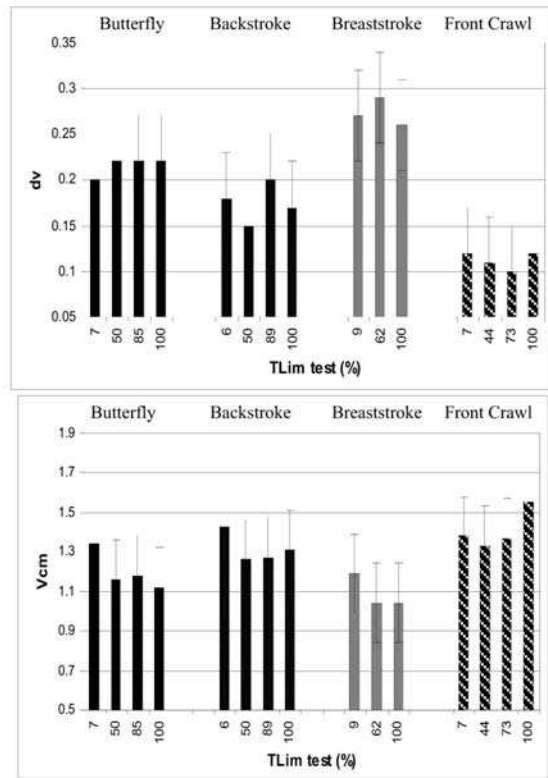 Butterfly Backstroke Breaststroke Front Crawl
0.35
0.3
0.25
0.2
0.15
0.1
0.05
dv
7 50 85 100 6 50 89 100 9 62 100 7 44 73 100
TLim test (%)
Butterfly Backstroke Breaststroke Front Crawl
1.9
1.7
1.5
1.3
1.1
0.9
0.7
0.5
Vcm
7 50 85 100 6 50 89 100 9 62 100 7 44 73 100
TLim test (%)